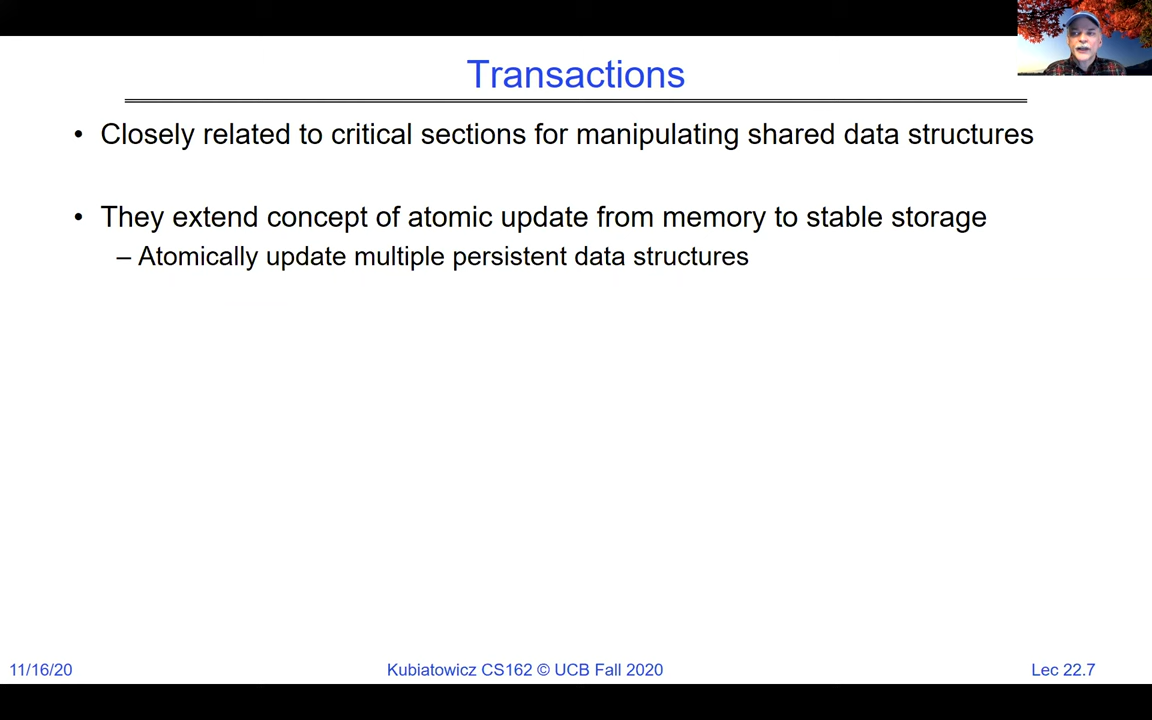 Transactions
• Closely related to critical sections for manipulating shared data structures
• They extend concept of atomic update from memory to stable storage
– Atomically update multiple persistent data structures
11/16/20
Kubiatowicz CS162 © UCB Fall 2020
Lec 22.7